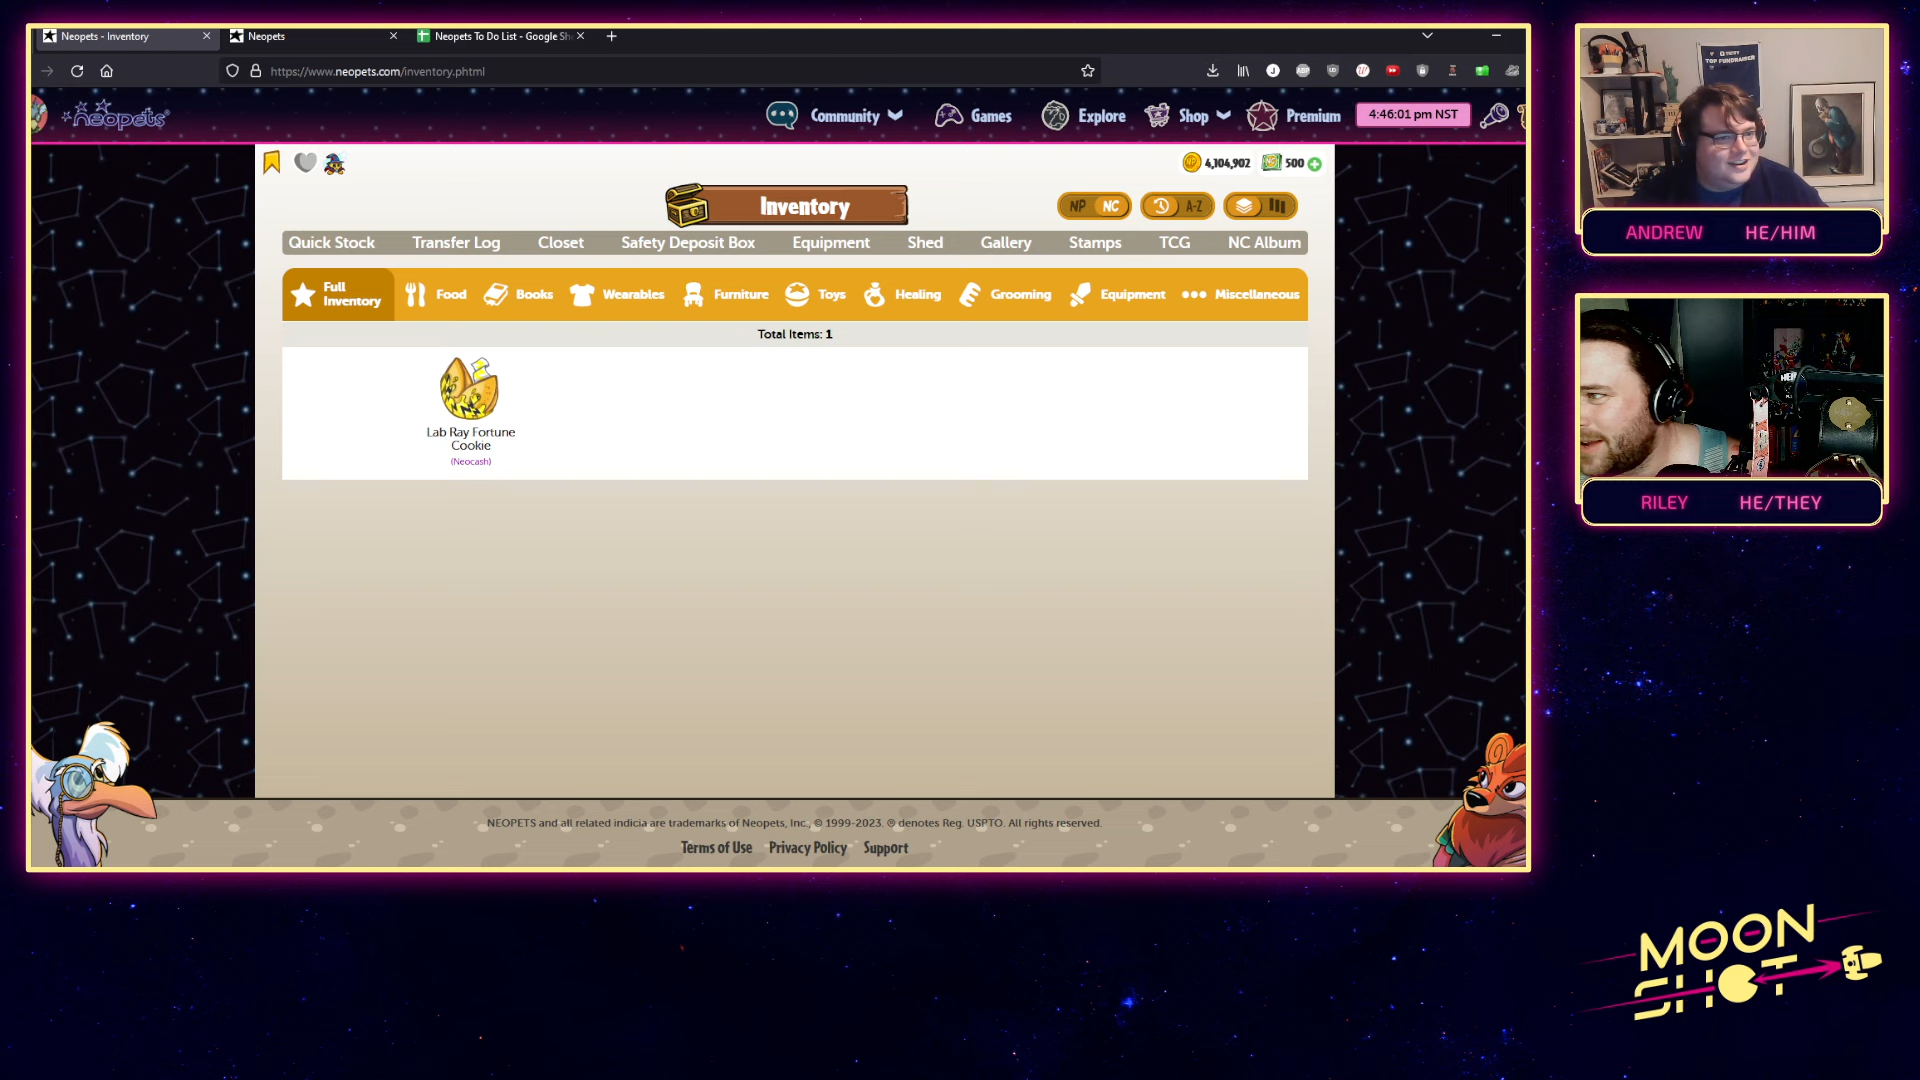 Neopets - Inventory
Neopets
Neopets To Do List - Google Sh
https://www.neopets.com/inventory.phtml
neopets
Community
Games
Explore
Shop
Premium
4:46:01 pm NST
4,104,902
500
Inventory
NP
NC
A-Z
Quick Stock
Transfer Log
Closet
Safety Deposit Box
Equipment
Shed
Gallery
Stamps
TCG
NC Album
Full
Inventory
Food
Books
Wearables
Furniture
Toys
Healing
Grooming
Equipment
Miscellaneous
Total Items: 1
Lab Ray Fortune
Cookie
(Neocash)
NEOPETS and all related indicia are trademarks of Neopets, Inc., © 1999-2023. ® denotes Reg. USPTO. All rights reserved.
Terms of Use
Privacy Policy
Support
TOP FUNDRAISER
ANDREW HE/HIM
RILEY HE/THEY
MOON
SHOT